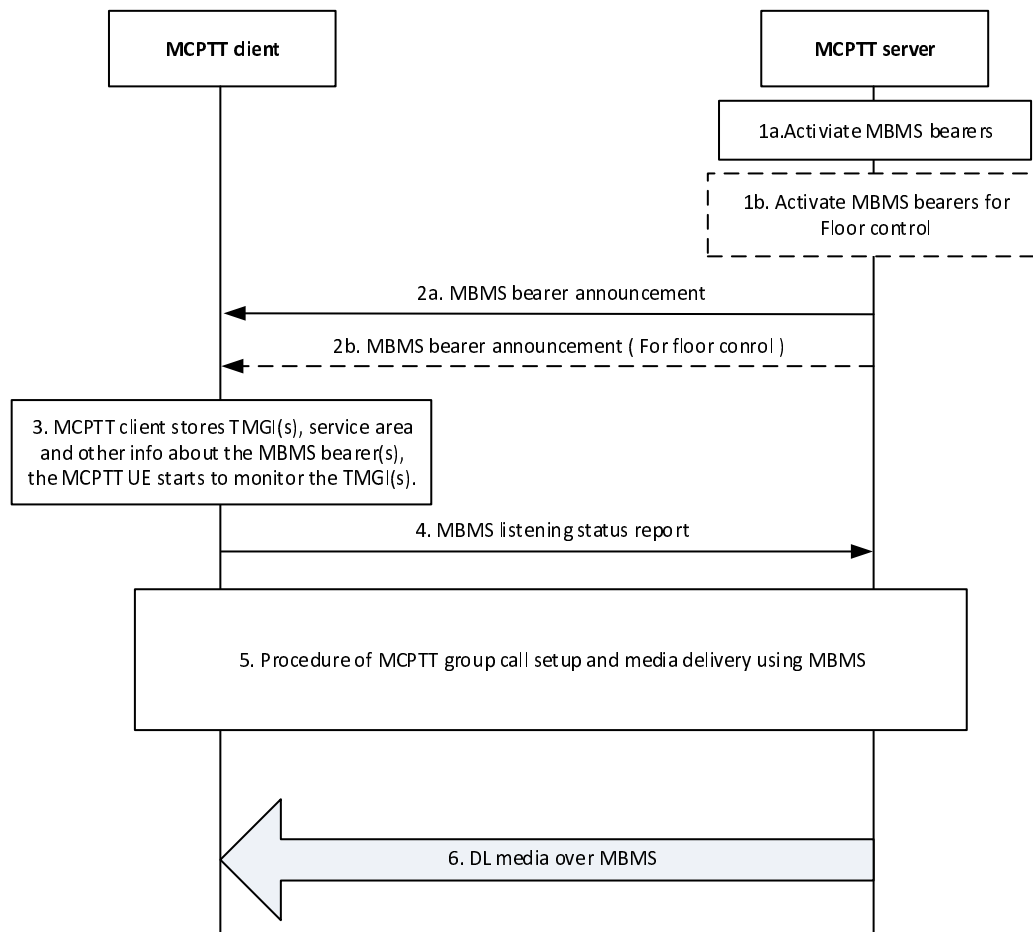 MCPTT client
MCPTT server
1a.Activiate MBMS bearers
1b. Activate MBMS bearers for
Floor control
2a. MBMS bearer announcement
2b. MBMS bearer announcement ( For floor conrol )
3. MCPTT client stores TMGI(s), service area
and other info about the MBMS bearer(s),
the MCPTT UE starts to monitor the TMGI(s).
4. MBMS listening status report
5. Procedure of MCPTT group call setup and media delivery using MBMS
6. DL media over MBMS